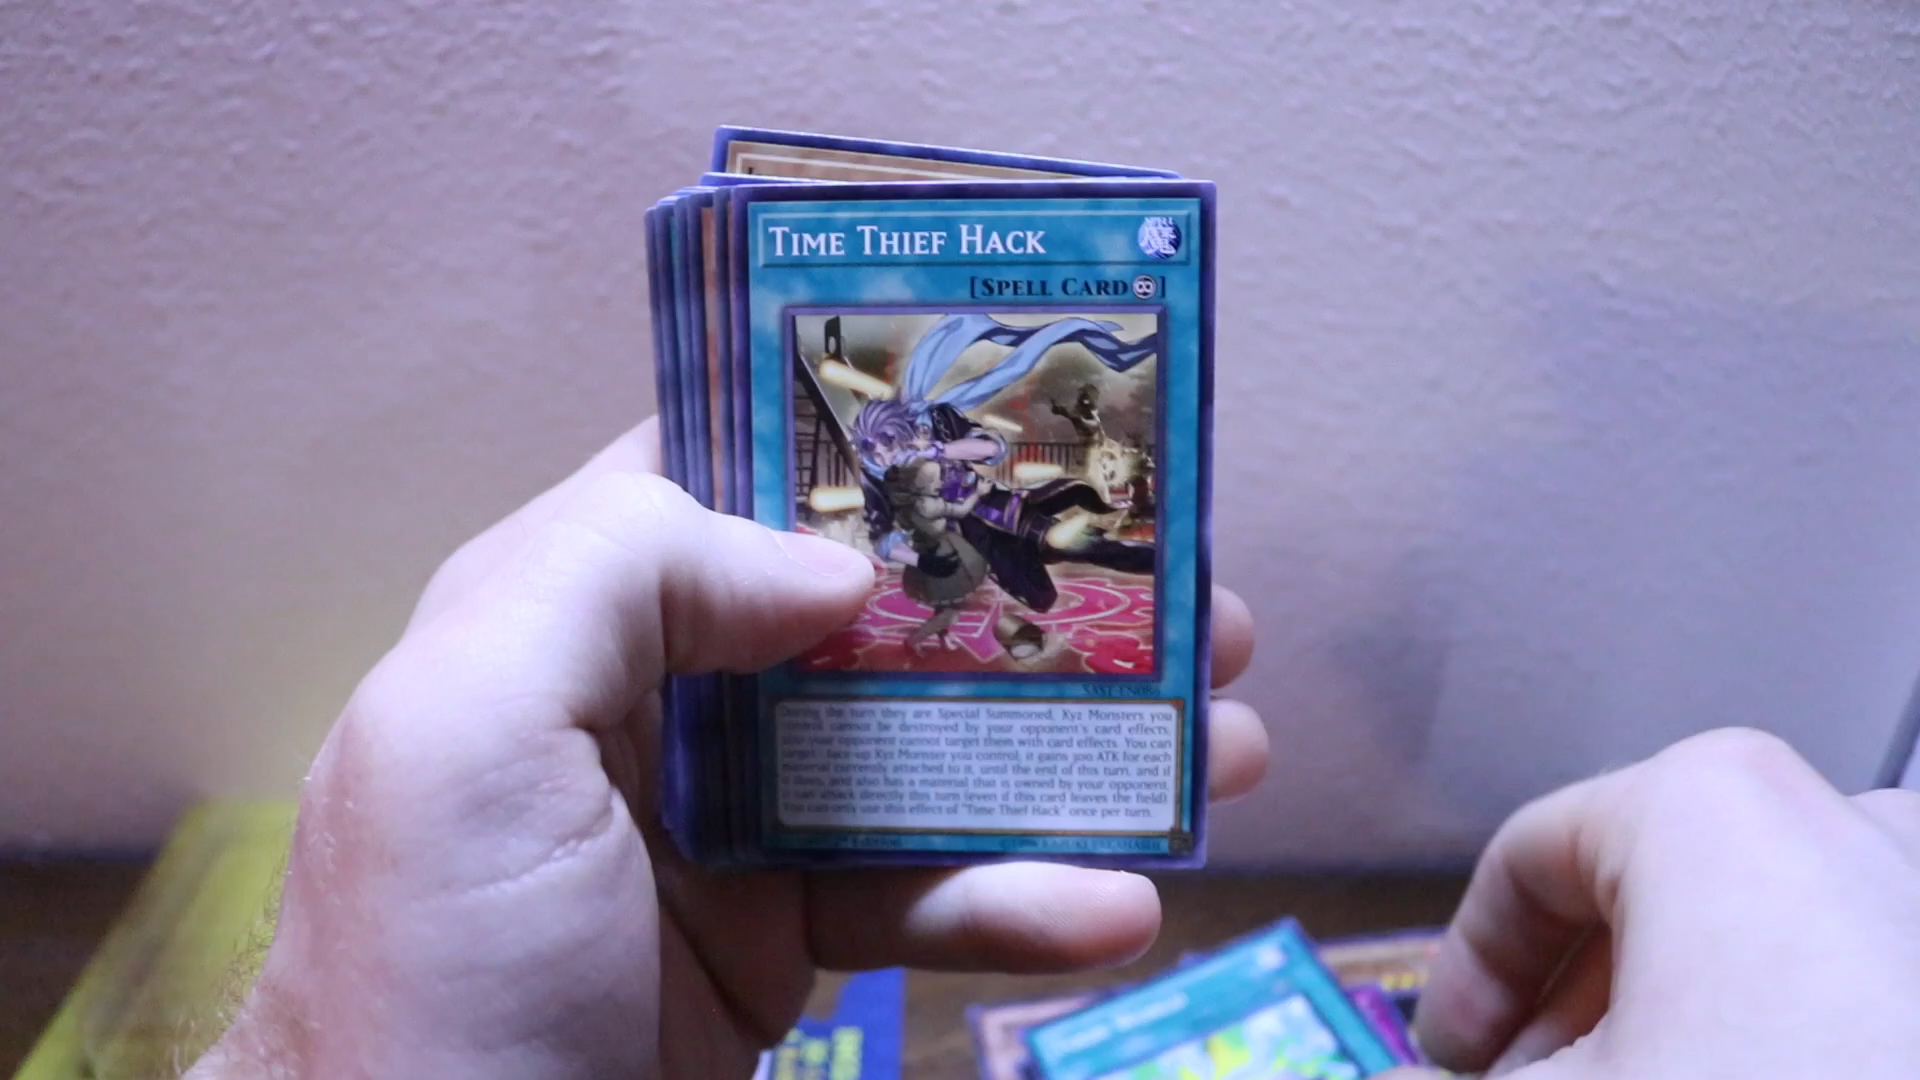 TIME THIEF HACK
[SPELL CARD]
SAST-EN086
During the turn they are Special Summoned, Xyz Monsters you
control cannot be destroyed by your opponent's card effects,
also your opponent cannot target them with card effects. You can
target 1 face-up Xyz Monster you control; it gains 300 ATK for each
material currently attached to it, until the end of this turn, and if
it does, and also has a material that is owned by your opponent,
it can attack directly this turn (even if this card leaves the field).
You can only use this effect of "Time Thief Hack" once per turn.
KAZUKI TAKAHASHI